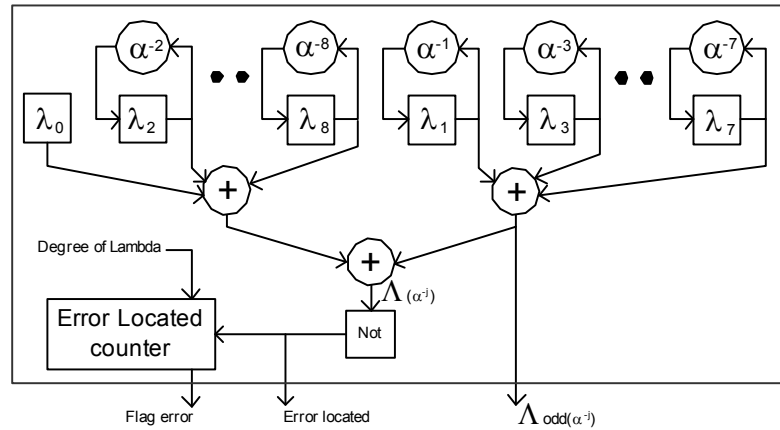 α-2 α-8 α-1 α-3 α-7
λ0 λ2 λ8 λ1 λ3 λ7
+ +
Degree of Lambda
+
Λ (α-j)
Error Located
counter
Not
Flag error Error located Λ odd(α-j)